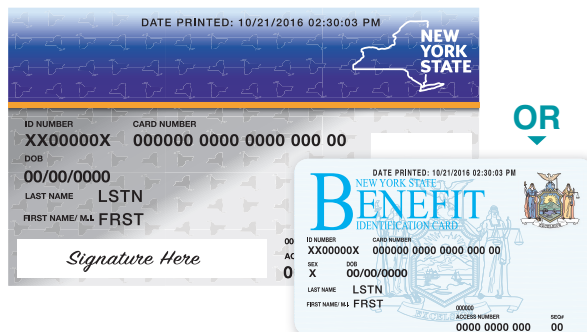 DATE PRINTED: 10/21/2016 02:30:03 PM
NEW
YORK
STATE
ID NUMBER CARD NUMBER
XX00000X 000000 0000 0000 000 00
DOB
00/00/0000
LAST NAME LSTN
FIRST NAME/ M.I. FRST
Signature Here
00
AC
0
OR
DATE PRINTED: 10/21/2016 02:30:03 PM
NEW YORK STATE
BENEFIT
IDENTIFICATION CARD
ID NUMBER CARD NUMBER
XX00000X 000000 0000 0000 000 00
SEX DOB
X 00/00/0000
LAST NAME LSTN
FIRST NAME/ M.I. FRST
000000
ACCESS NUMBER SEQ#
0000 0000 000 00